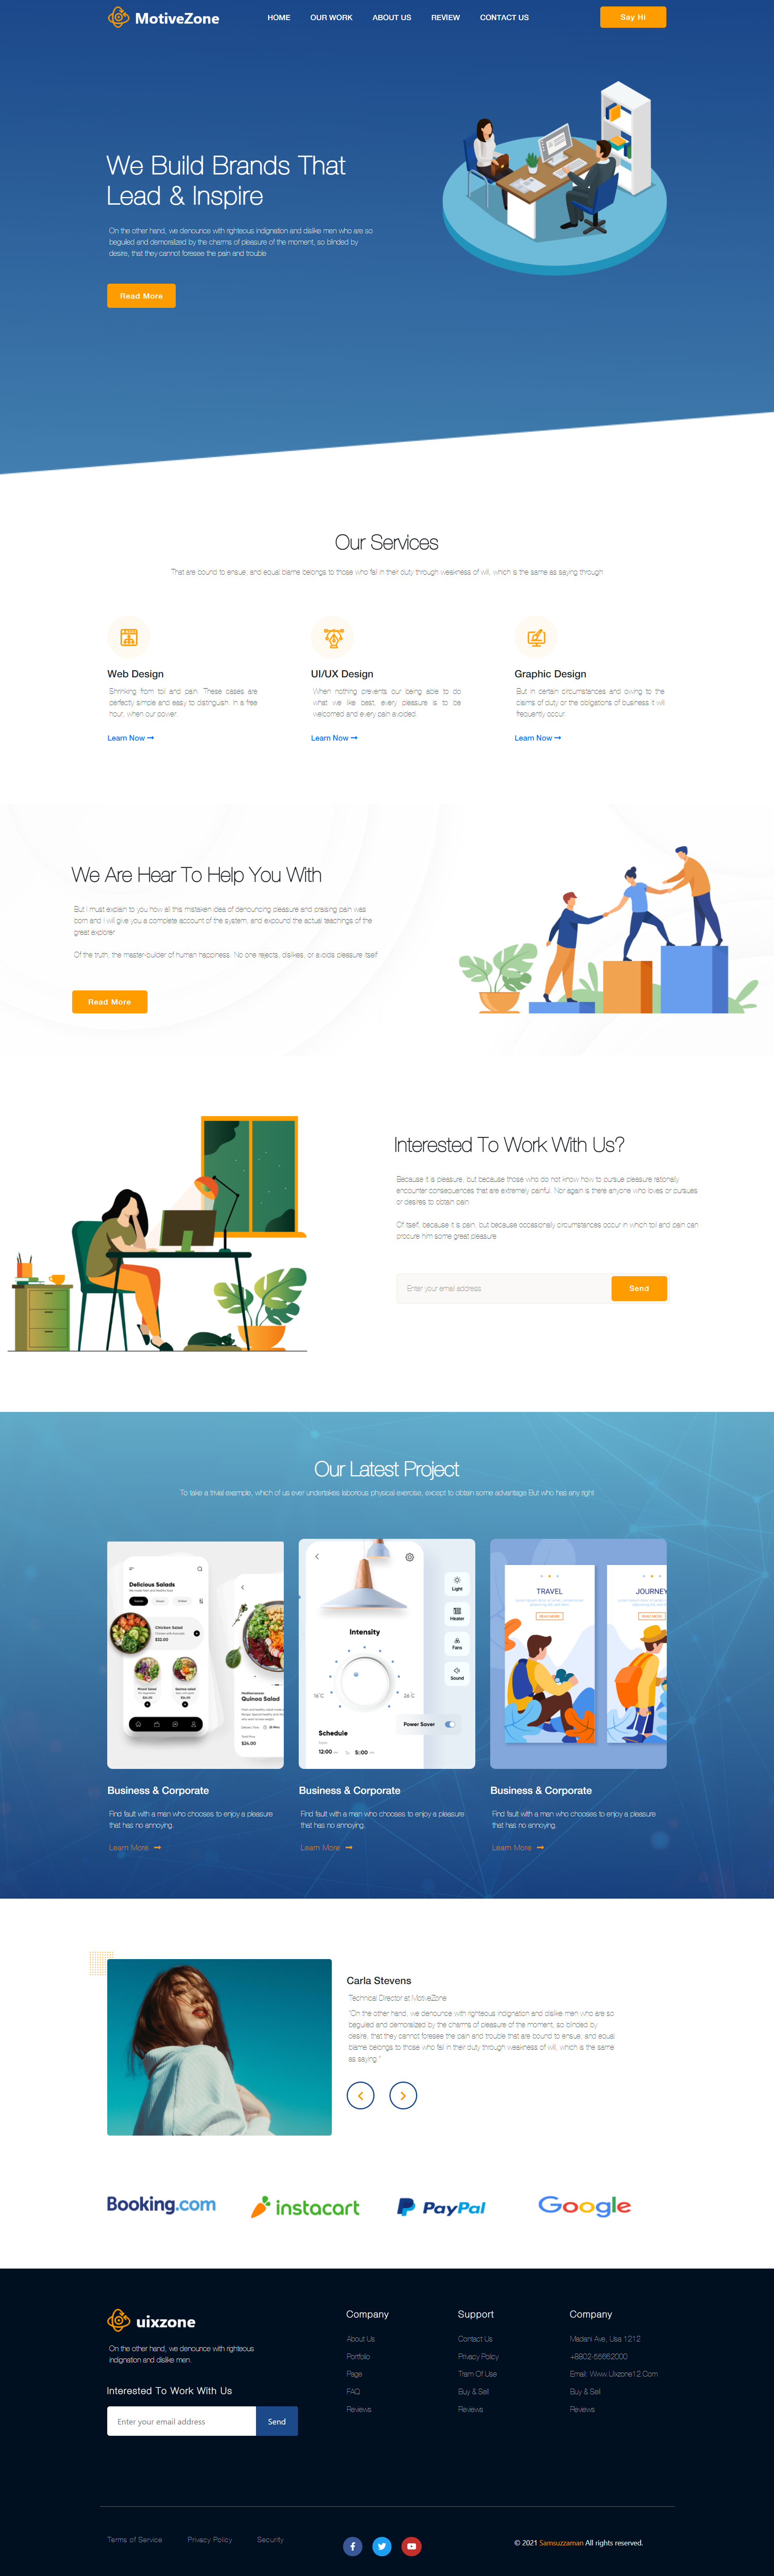 MotiveZone
HOME OUR WORK ABOUT US REVIEW CONTACT US
Say Hi
We Build Brands That
Lead & Inspire
On the other hand, we denounce with righteous indignation and dislike men who are so
beguiled and demoralized by the charms of pleasure of the moment, so blinded by
desire, that they cannot foresee the pain and trouble
Read More
Our Services
That are bound to ensue, and equal blame belongs to those who fail in their duty through weakness of will, which is the same as saying through
Web Design
Shrinking from toil and pain. These cases are
perfectly simple and easy to distinguish. In a free
hour, when our power.
Learn Now
UI/UX Design
When nothing prevents our being able to do
what we like best, every pleasure is to be
welcomed and every pain avoided.
Learn Now
Graphic Design
But in certain circumstances and owing to the
claims of duty or the obligations of business it will
frequently occur
Learn Now
We Are Hear To Help You With
But I must explain to you how all this mistaken idea of denouncing pleasure and praising pain was
born and I will give you a complete account of the system, and expound the actual teachings of the
great explorer
Of the truth, the master-builder of human happiness. No one rejects, dislikes, or avoids pleasure itself
Read More
Interested To Work With Us?
Because it is pleasure, but because those who do not know how to pursue pleasure rationally
encounter consequences that are extremely painful. Nor again is there anyone who loves or pursues
or desires to obtain pain
Of itself, because it is pain, but because occasionally circumstances occur in which toil and pain can
procure him some great pleasure
Enter your email address
Send
Our Latest Project
To take a trivial example, which of us ever undertakes laborious physical exercise, except to obtain some advantage But who has any right
Delicious Salads
Chicken Salad
$32.00
Mixed Salad
Quinoa salad
Mediterranean
Quinoa Salad
$24.00
Intensity
16°C
26°C
Light
Heater
Fans
Sound
Power Saver
Schedule
12:00
To
5:00
TRAVEL
READ MORE
JOURNEY
READ MORE
Business & Corporate
Find fault with a man who chooses to enjoy a pleasure
that has no annoying.
Learn More
Business & Corporate
Find fault with a man who chooses to enjoy a pleasure
that has no annoying.
Learn More
Business & Corporate
Find fault with a man who chooses to enjoy a pleasure
that has no annoying.
Learn More
Carla Stevens
Technical Director at MotiveZone
"On the other hand, we denounce with righteous indignation and dislike men who are so
beguiled and demoralized by the charms of pleasure of the moment, so blinded by
desire, that they cannot foresee the pain and trouble that are bound to ensue; and equal
blame belongs to those who fail in their duty through weakness of will, which is the same
as saying."
Booking.com
instacart
PayPal
Google
uixzone
On the other hand, we denounce with righteous
indignation and dislike men.
Interested To Work With Us
Enter your email address
Send
Company
About Us
Portfolio
Page
FAQ
Reviews
Support
Contact Us
Privacy Policy
Tram Of Use
Buy & Sell
Reviews
Company
Madani Ave, Usa 1212
+8802-55662000
Email: Www.Uixzone12.Com
Buy & Sell
Reviews
Terms of Service Privacy Policy Security
© 2021 Samsuzzaman All rights reserved.